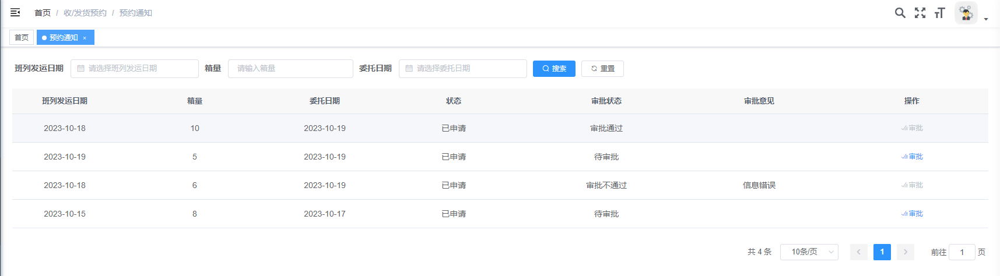 首页 / 收/发货预约 / 预约通知
首页 预约通知 ×
班列发运日期 请选择班列发运日期 箱量 请输入箱量 委托日期 请选择委托日期 搜索 重置
班列发运日期 箱量 委托日期 状态 审批状态 审批意见 操作
2023-10-18 10 2023-10-19 已申请 审批通过 审批
2023-10-19 5 2023-10-19 已申请 待审批 审批
2023-10-18 6 2023-10-19 已申请 审批不通过 信息错误 审批
2023-10-15 8 2023-10-17 已申请 待审批 审批
共 4 条 10条/页 1 前往 1 页